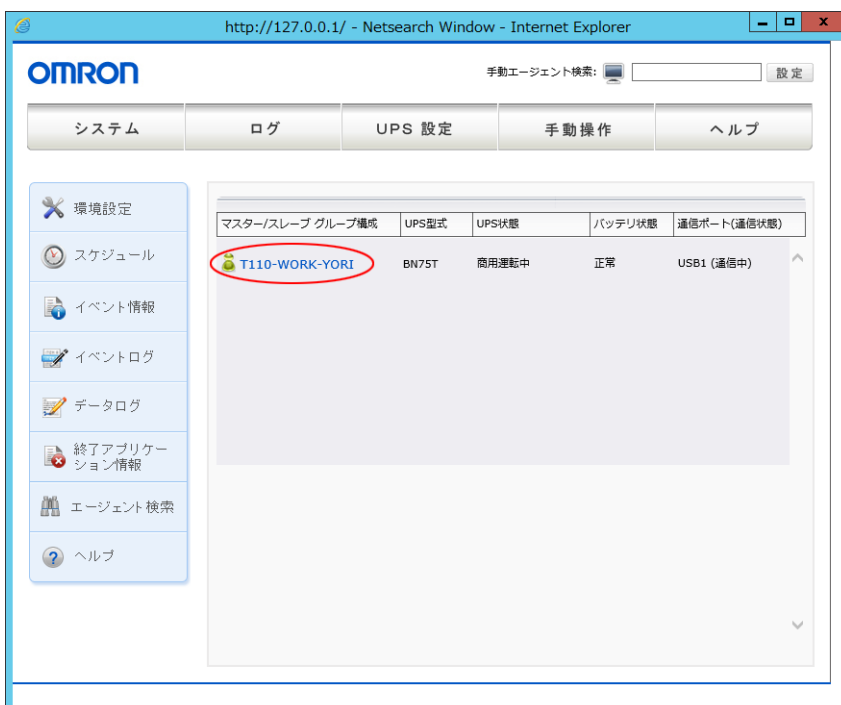 http://127.0.0.1/ - Netsearch Window - Internet Explorer
OMRON
手動エージェント検索:
設定
システム
ログ
UPS 設定
手動操作
ヘルプ
環境設定
スケジュール
イベント情報
イベントログ
データログ
終了アプリケー
ション情報
エージェント検索
ヘルプ
マスター/スレーブ グループ構成 UPS型式 UPS状態 バッテリ状態 通信ポート(通信状態)
T110-WORK-YORI BN75T 商用運転中 正常 USB1 (通信中)